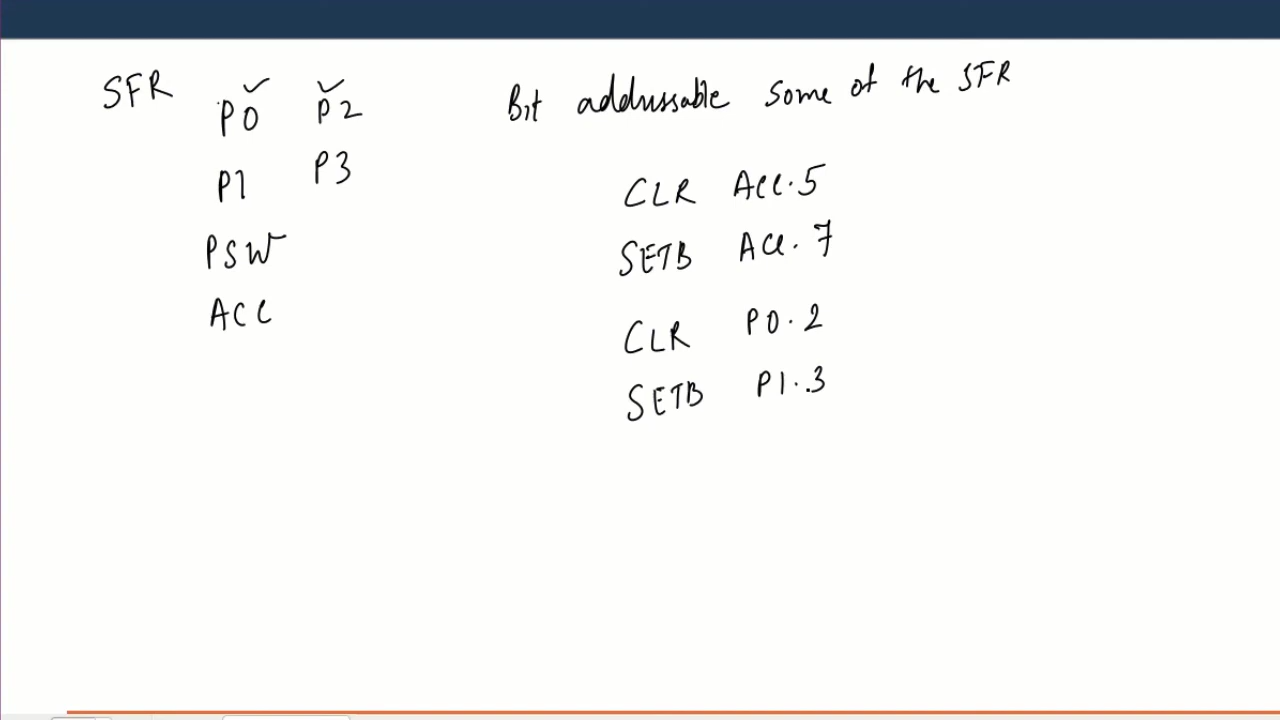 SFR
P0 P2
P1 P3
PSW
ACC
Bit addressable some of the SFR
CLR ACC.5
SETB ACC.7
CLR P0.2
SETB P1.3